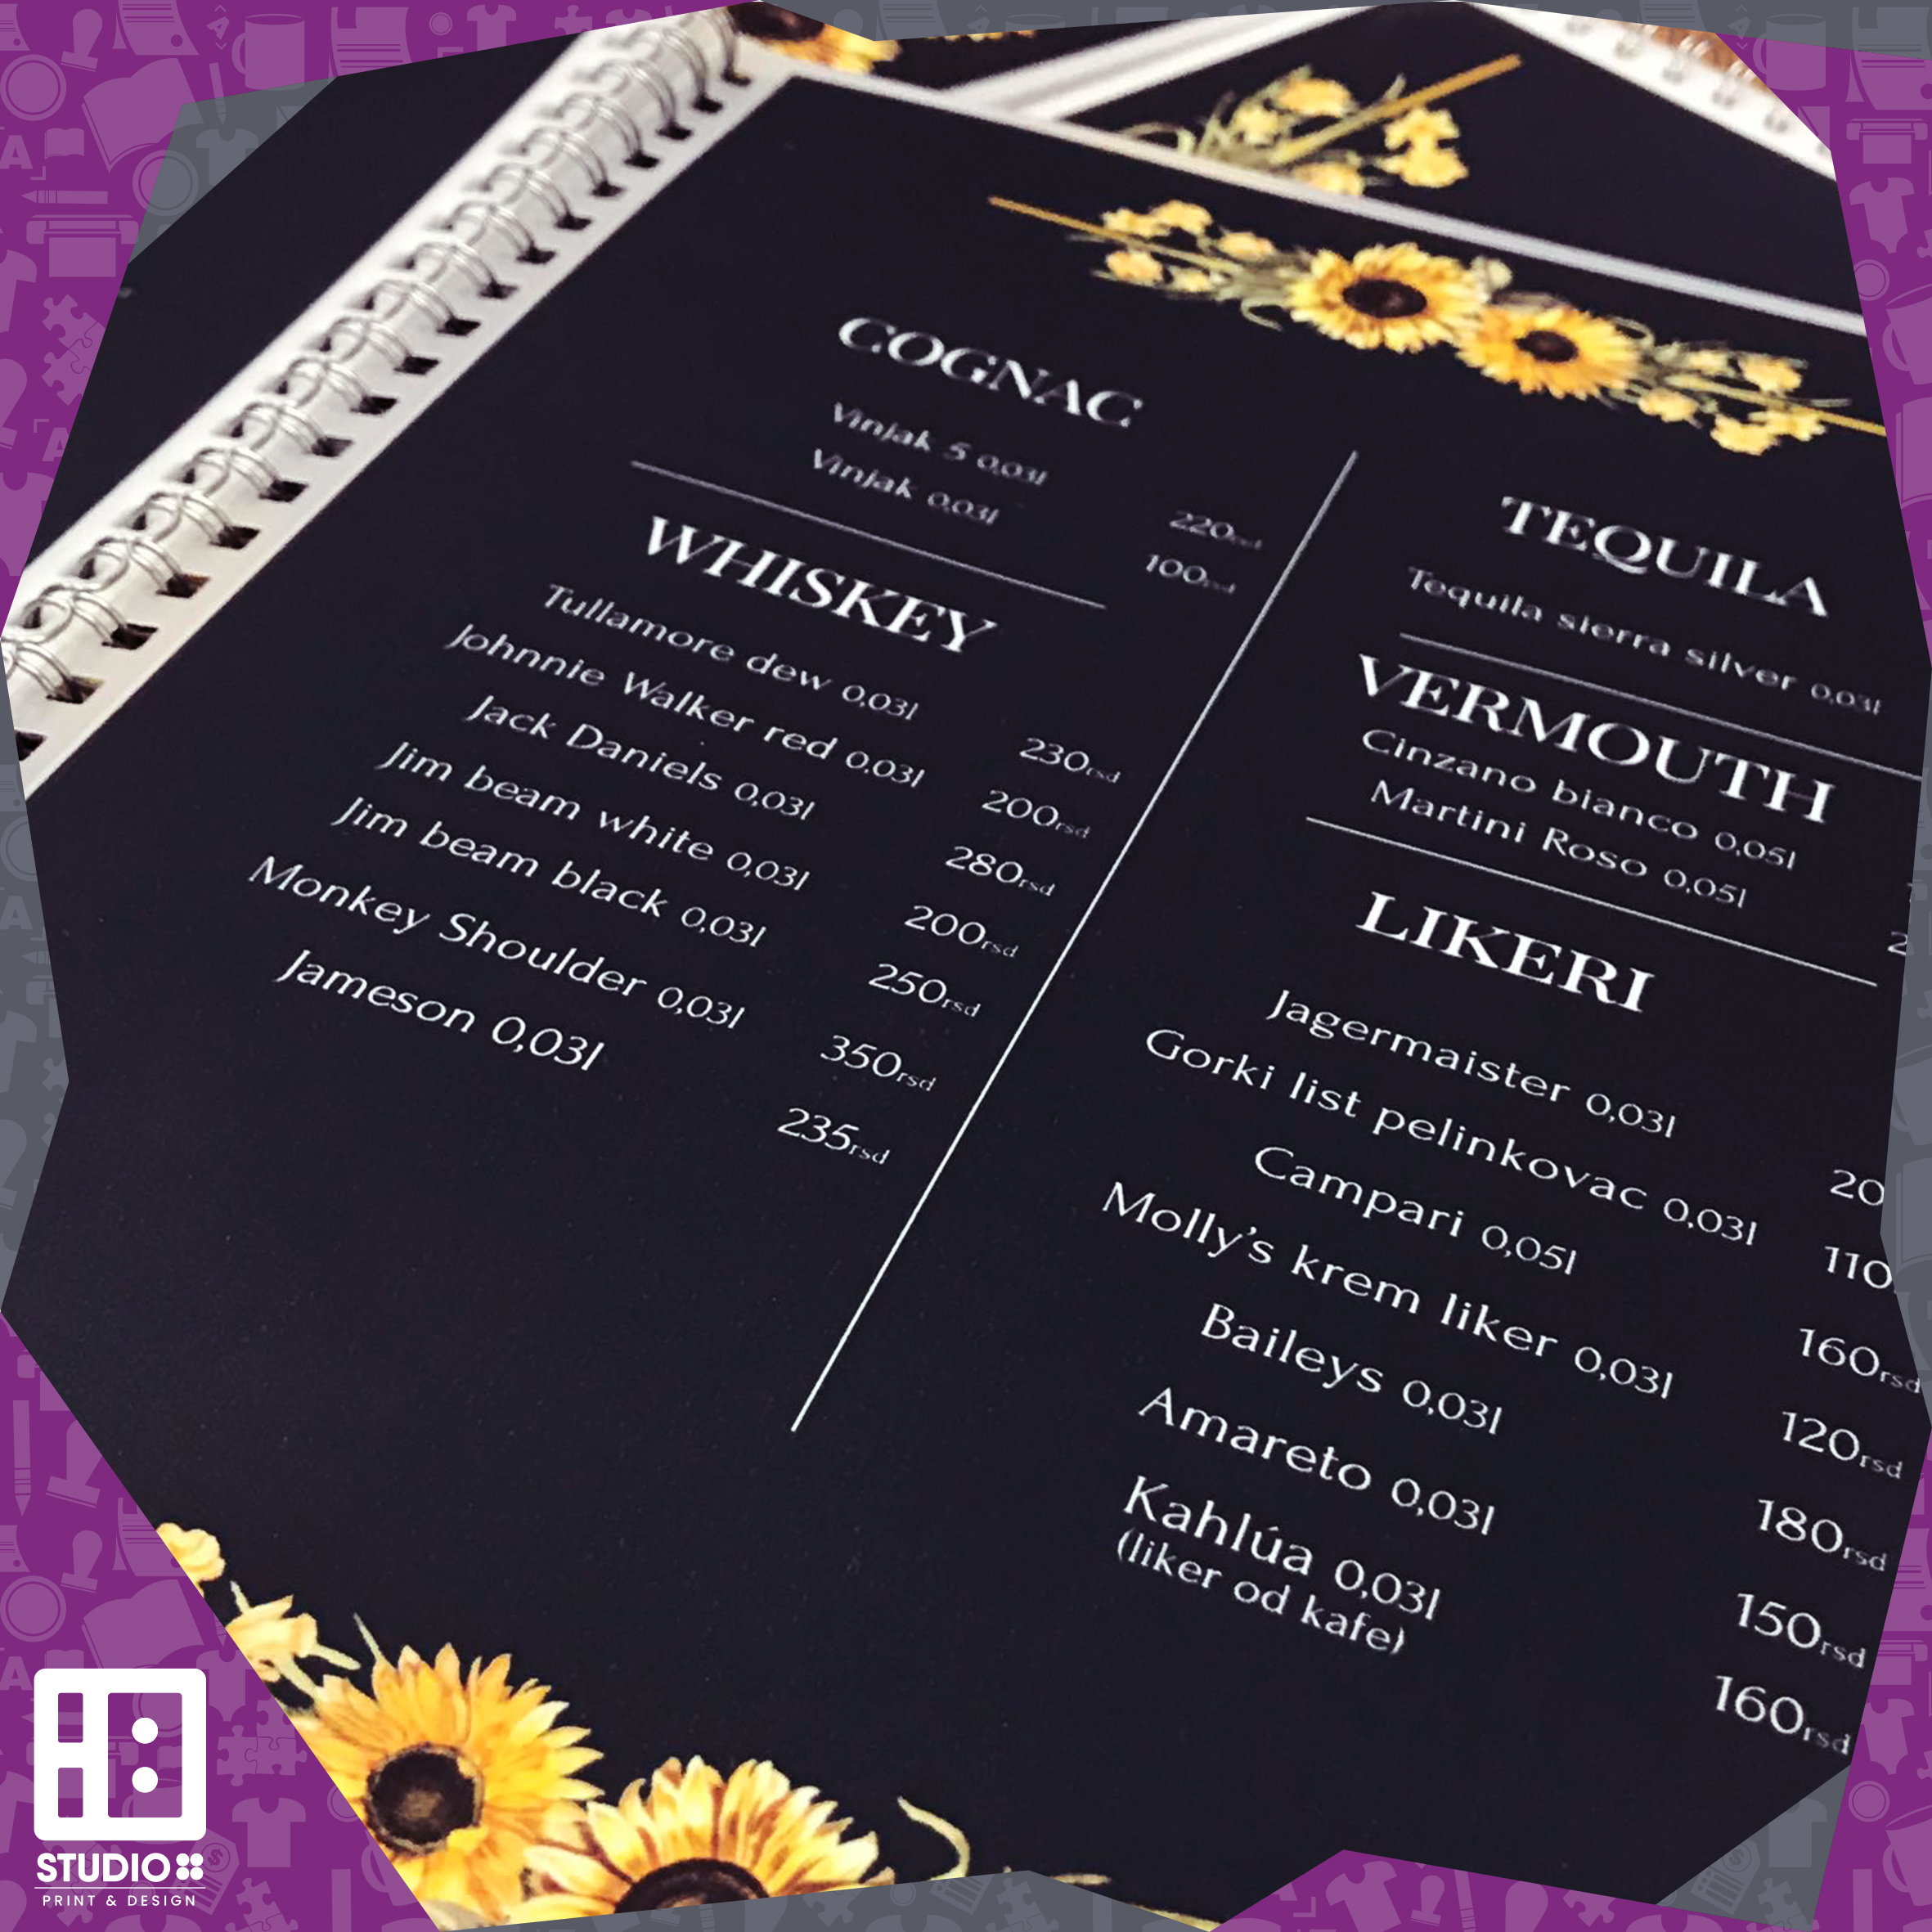 COGNAC
Vinjak 5 0,03l 220rsd
Vinjak 0,03l 100rsd
WHISKEY
Tullamore dew 0,03l 230rsd
Johnnie Walker red 0,03l 200rsd
Jack Daniels 0,03l 280rsd
Jim beam white 0,03l 200rsd
Jim beam black 0,03l 250rsd
Monkey Shoulder 0,03l 350rsd
Jameson 0,03l 235rsd
TEQUILA
Tequila sierra silver 0,03l
VERMOUTH
Cinzano bianco 0,05l
Martini Roso 0,05l
LIKERI
Jagermaister 0,03l 20
Gorki list pelinkovac 0,03l 110
Campari 0,05l 160rsd
Molly's krem liker 0,03l 120rsd
Baileys 0,03l 180rsd
Amareto 0,03l 150rsd
Kahlúa 0,03l 160rsd
(liker od kafe)
STUDIO
PRINT & DESIGN